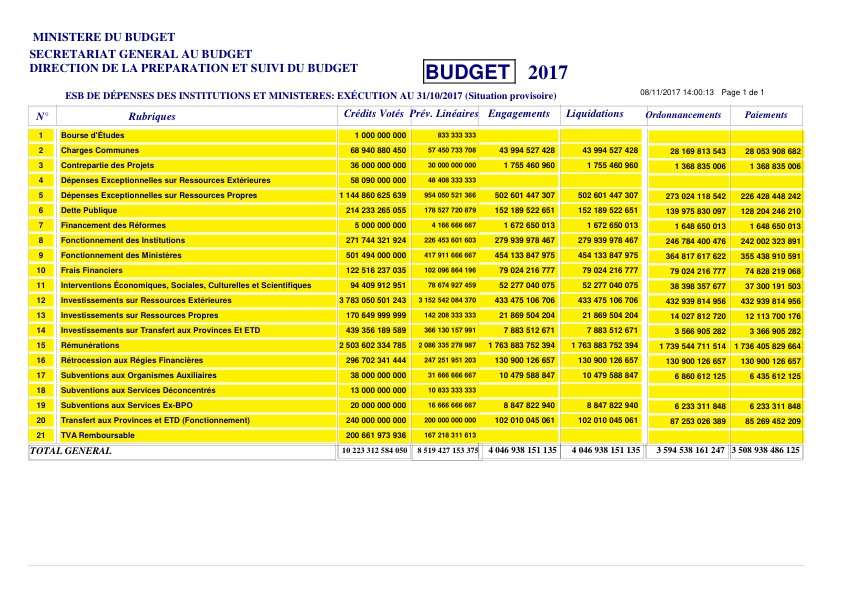 MINISTERE DU BUDGET
SECRETARIAT GENERAL AU BUDGET
DIRECTION DE LA PREPARATION ET SUIVI DU BUDGET
BUDGET 2017
ESB DE DÉPENSES DES INSTITUTIONS ET MINISTERES: EXÉCUTION AU 31/10/2017 (Situation provisoire)
08/11/2017 14:00:13 Page 1 de 1
N° Rubriques Crédits Votés Prév. Linéaires Engagements Liquidations Ordonnancements Paiements
1 Bourse d'Études 1 000 000 000 833 333 333
2 Charges Communes 68 940 880 450 57 450 733 708 43 994 527 428 43 994 527 428 28 169 813 543 28 053 908 682
3 Contrepartie des Projets 36 000 000 000 30 000 000 000 1 755 460 960 1 755 460 960 1 368 835 006 1 368 835 006
4 Dépenses Exceptionnelles sur Ressources Extérieures 58 090 000 000 48 408 333 333
5 Dépenses Exceptionnelles sur Ressources Propres 1 144 860 625 639 954 050 521 366 502 601 447 307 502 601 447 307 273 024 118 542 226 428 448 242
6 Dette Publique 214 233 265 055 178 527 720 879 152 189 522 651 152 189 522 651 139 975 830 097 128 204 246 210
7 Financement des Réformes 5 000 000 000 4 166 666 667 1 672 650 013 1 672 650 013 1 648 650 013 1 648 650 013
8 Fonctionnement des Institutions 271 744 321 924 226 453 601 603 279 939 978 467 279 939 978 467 246 784 400 476 242 002 323 891
9 Fonctionnement des Ministères 501 494 000 000 417 911 666 667 454 133 847 975 454 133 847 975 364 817 617 622 355 438 910 591
10 Frais Financiers 122 516 237 035 102 096 864 196 79 024 216 777 79 024 216 777 79 024 216 777 74 828 219 068
11 Interventions Économiques, Sociales, Culturelles et Scientifiques 94 409 912 951 78 674 927 459 52 277 040 075 52 277 040 075 38 398 357 677 37 300 191 503
12 Investissements sur Ressources Extérieures 3 783 050 501 243 3 152 542 084 370 433 475 106 706 433 475 106 706 432 939 814 956 432 939 814 956
13 Investissements sur Ressources Propres 170 649 999 999 142 208 333 333 21 869 504 204 21 869 504 204 14 027 812 720 12 113 700 176
14 Investissements sur Transfert aux Provinces Et ETD 439 356 189 589 366 130 157 991 7 883 512 671 7 883 512 671 3 566 905 282 3 366 905 282
15 Rémunérations 2 503 602 334 785 2 086 335 278 987 1 763 883 752 394 1 763 883 752 394 1 739 544 711 514 1 736 405 829 664
16 Rétrocession aux Régies Financières 296 702 341 444 247 251 951 203 130 900 126 657 130 900 126 657 130 900 126 657 130 900 126 657
17 Subventions aux Organismes Auxiliaires 38 000 000 000 31 666 666 667 10 479 588 847 10 479 588 847 6 860 612 125 6 435 612 125
18 Subventions aux Services Déconcentrés 13 000 000 000 10 833 333 333
19 Subventions aux Services Ex-BPO 20 000 000 000 16 666 666 667 8 847 822 940 8 847 822 940 6 233 311 848 6 233 311 848
20 Transfert aux Provinces et ETD (Fonctionnement) 240 000 000 000 200 000 000 000 102 010 045 061 102 010 045 061 87 253 026 389 85 269 452 209
21 TVA Remboursable 200 661 973 936 167 218 311 613
TOTAL GENERAL 10 223 312 584 050 8 519 427 153 375 4 046 938 151 135 4 046 938 151 135 3 594 538 161 247 3 508 938 486 125